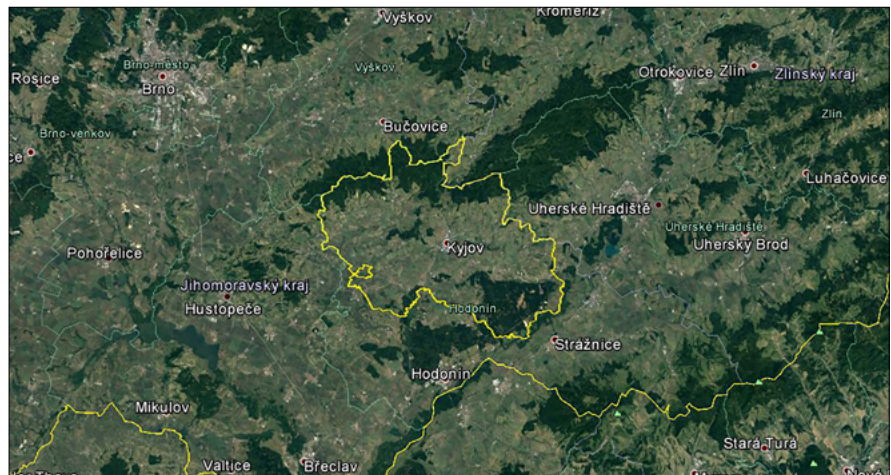 Vyškov
Kroměříž
Rosice
Brno-město
Brno
Vyškov
Otrokovice
Zlín
Zlínský kraj
Bučovice
Brno-venkov
Zlín
Luhačovice
Uherské Hradiště
Uherské Hradiště
Uherský Brod
Kyjov
Pohořelice
Jihomoravský kraj
Hustopeče
Hodonín
Strážnice
Hodonín
Mikulov
Stará Turá
Valtice
Břeclav